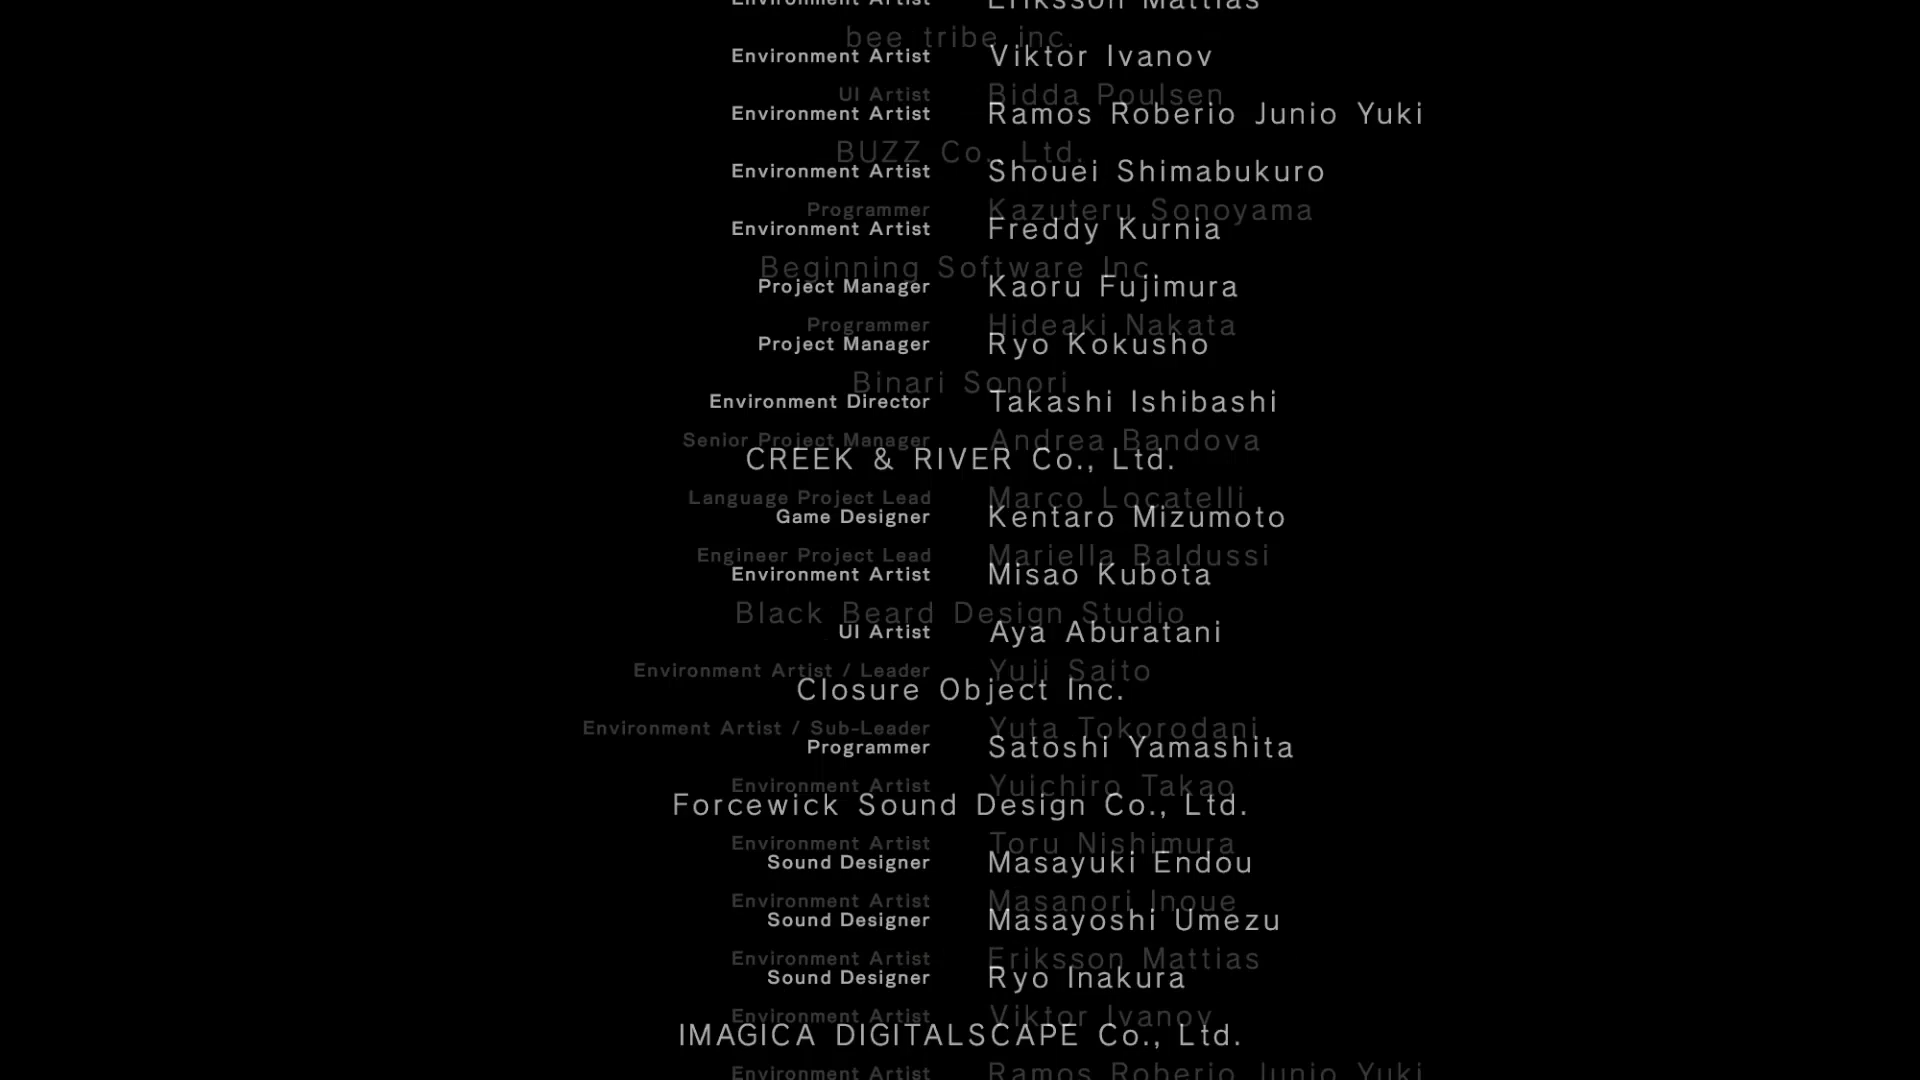 Environment Artist Eriksson Mattias
bee tribe inc.
Environment Artist Viktor Ivanov
UI Artist Bidda Poulsen
Environment Artist Ramos Roberio Junio Yuki
BUZZ Co., Ltd.
Environment Artist Shouei Shimabukuro
Programmer Kazuteru Sonoyama
Environment Artist Freddy Kurnia
Beginning Software Inc.
Project Manager Kaoru Fujimura
Programmer Hideaki Nakata
Project Manager Ryo Kokusho
Binari Sonori
Environment Director Takashi Ishibashi
Senior Project Manager Andrea Bandova
CREEK & RIVER Co., Ltd.
Language Project Lead Marco Locatelli
Game Designer Kentaro Mizumoto
Engineer Project Lead Mariella Baldussi
Environment Artist Misao Kubota
Black Beard Design Studio
UI Artist Aya Aburatani
Environment Artist / Leader Yuji Saito
Closure Object Inc.
Environment Artist / Sub-Leader Yuta Tokorodani
Programmer Satoshi Yamashita
Environment Artist Yuichiro Takao
Forcewick Sound Design Co., Ltd.
Environment Artist Toru Nishimura
Sound Designer Masayuki Endou
Environment Artist Masanori Inoue
Sound Designer Masayoshi Umezu
Environment Artist Eriksson Mattias
Sound Designer Ryo Inakura
Environment Artist Viktor Ivanov
IMAGICA DIGITALSCAPE Co., Ltd.
Environment Artist Ramos Roberio Junio Yuki